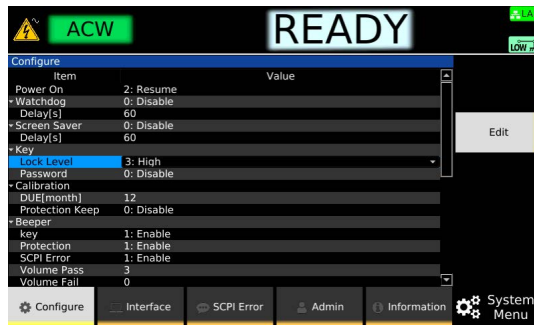 ACW
READY
LA
LOW
Configure
Item Value
Power On 2: Resume
Watchdog 0: Disable
Delay[s] 60
Screen Saver 0: Disable
Delay[s] 60
Key
Lock Level 3: High
Password 0: Disable
Calibration
DUE[month] 12
Protection Keep 0: Disable
Beeper
key 1: Enable
Protection 1: Enable
SCPI Error 1: Enable
Volume Pass 3
Volume Fail 0
Edit
Configure Interface SCPI Error Admin Information System
Menu